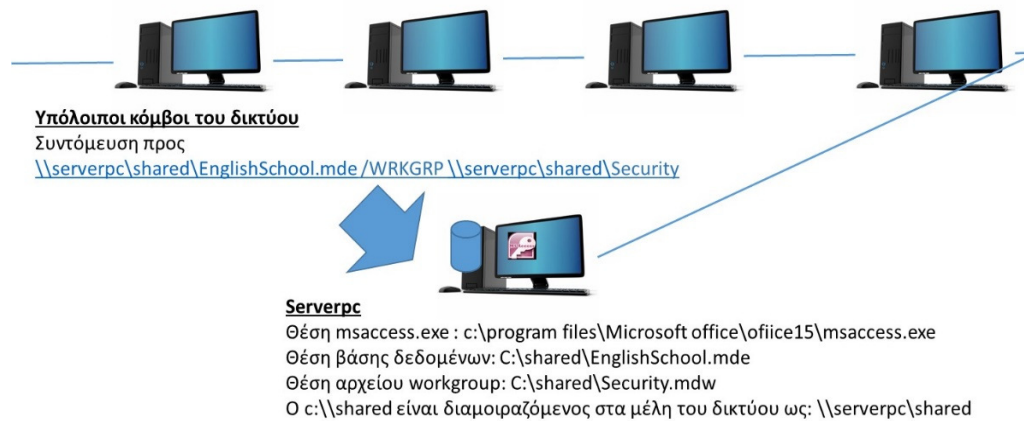 Υπόλοιποι κόμβοι του δικτύου
Συντόμευση προς
\\serverpc\shared\EnglishSchool.mde /WRKGRP \\serverpc\shared\Security
Serverpc
Θέση msaccess.exe : c:\program files\Microsoft office\ofiice15\msaccess.exe
Θέση βάσης δεδομένων: C:\shared\EnglishSchool.mde
Θέση αρχείου workgroup: C:\shared\Security.mdw
Ο c:\\shared είναι διαμοιραζόμενος στα μέλη του δικτύου ως: \\serverpc\shared